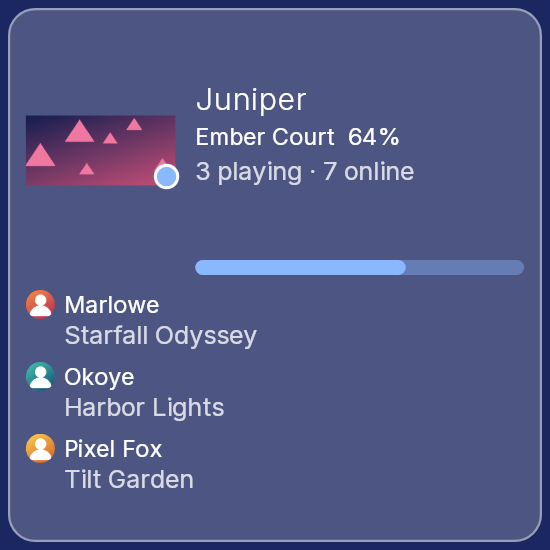 Juniper
Ember Court 64%
3 playing · 7 online
Marlowe
Starfall Odyssey
Okoye
Harbor Lights
Pixel Fox
Tilt Garden